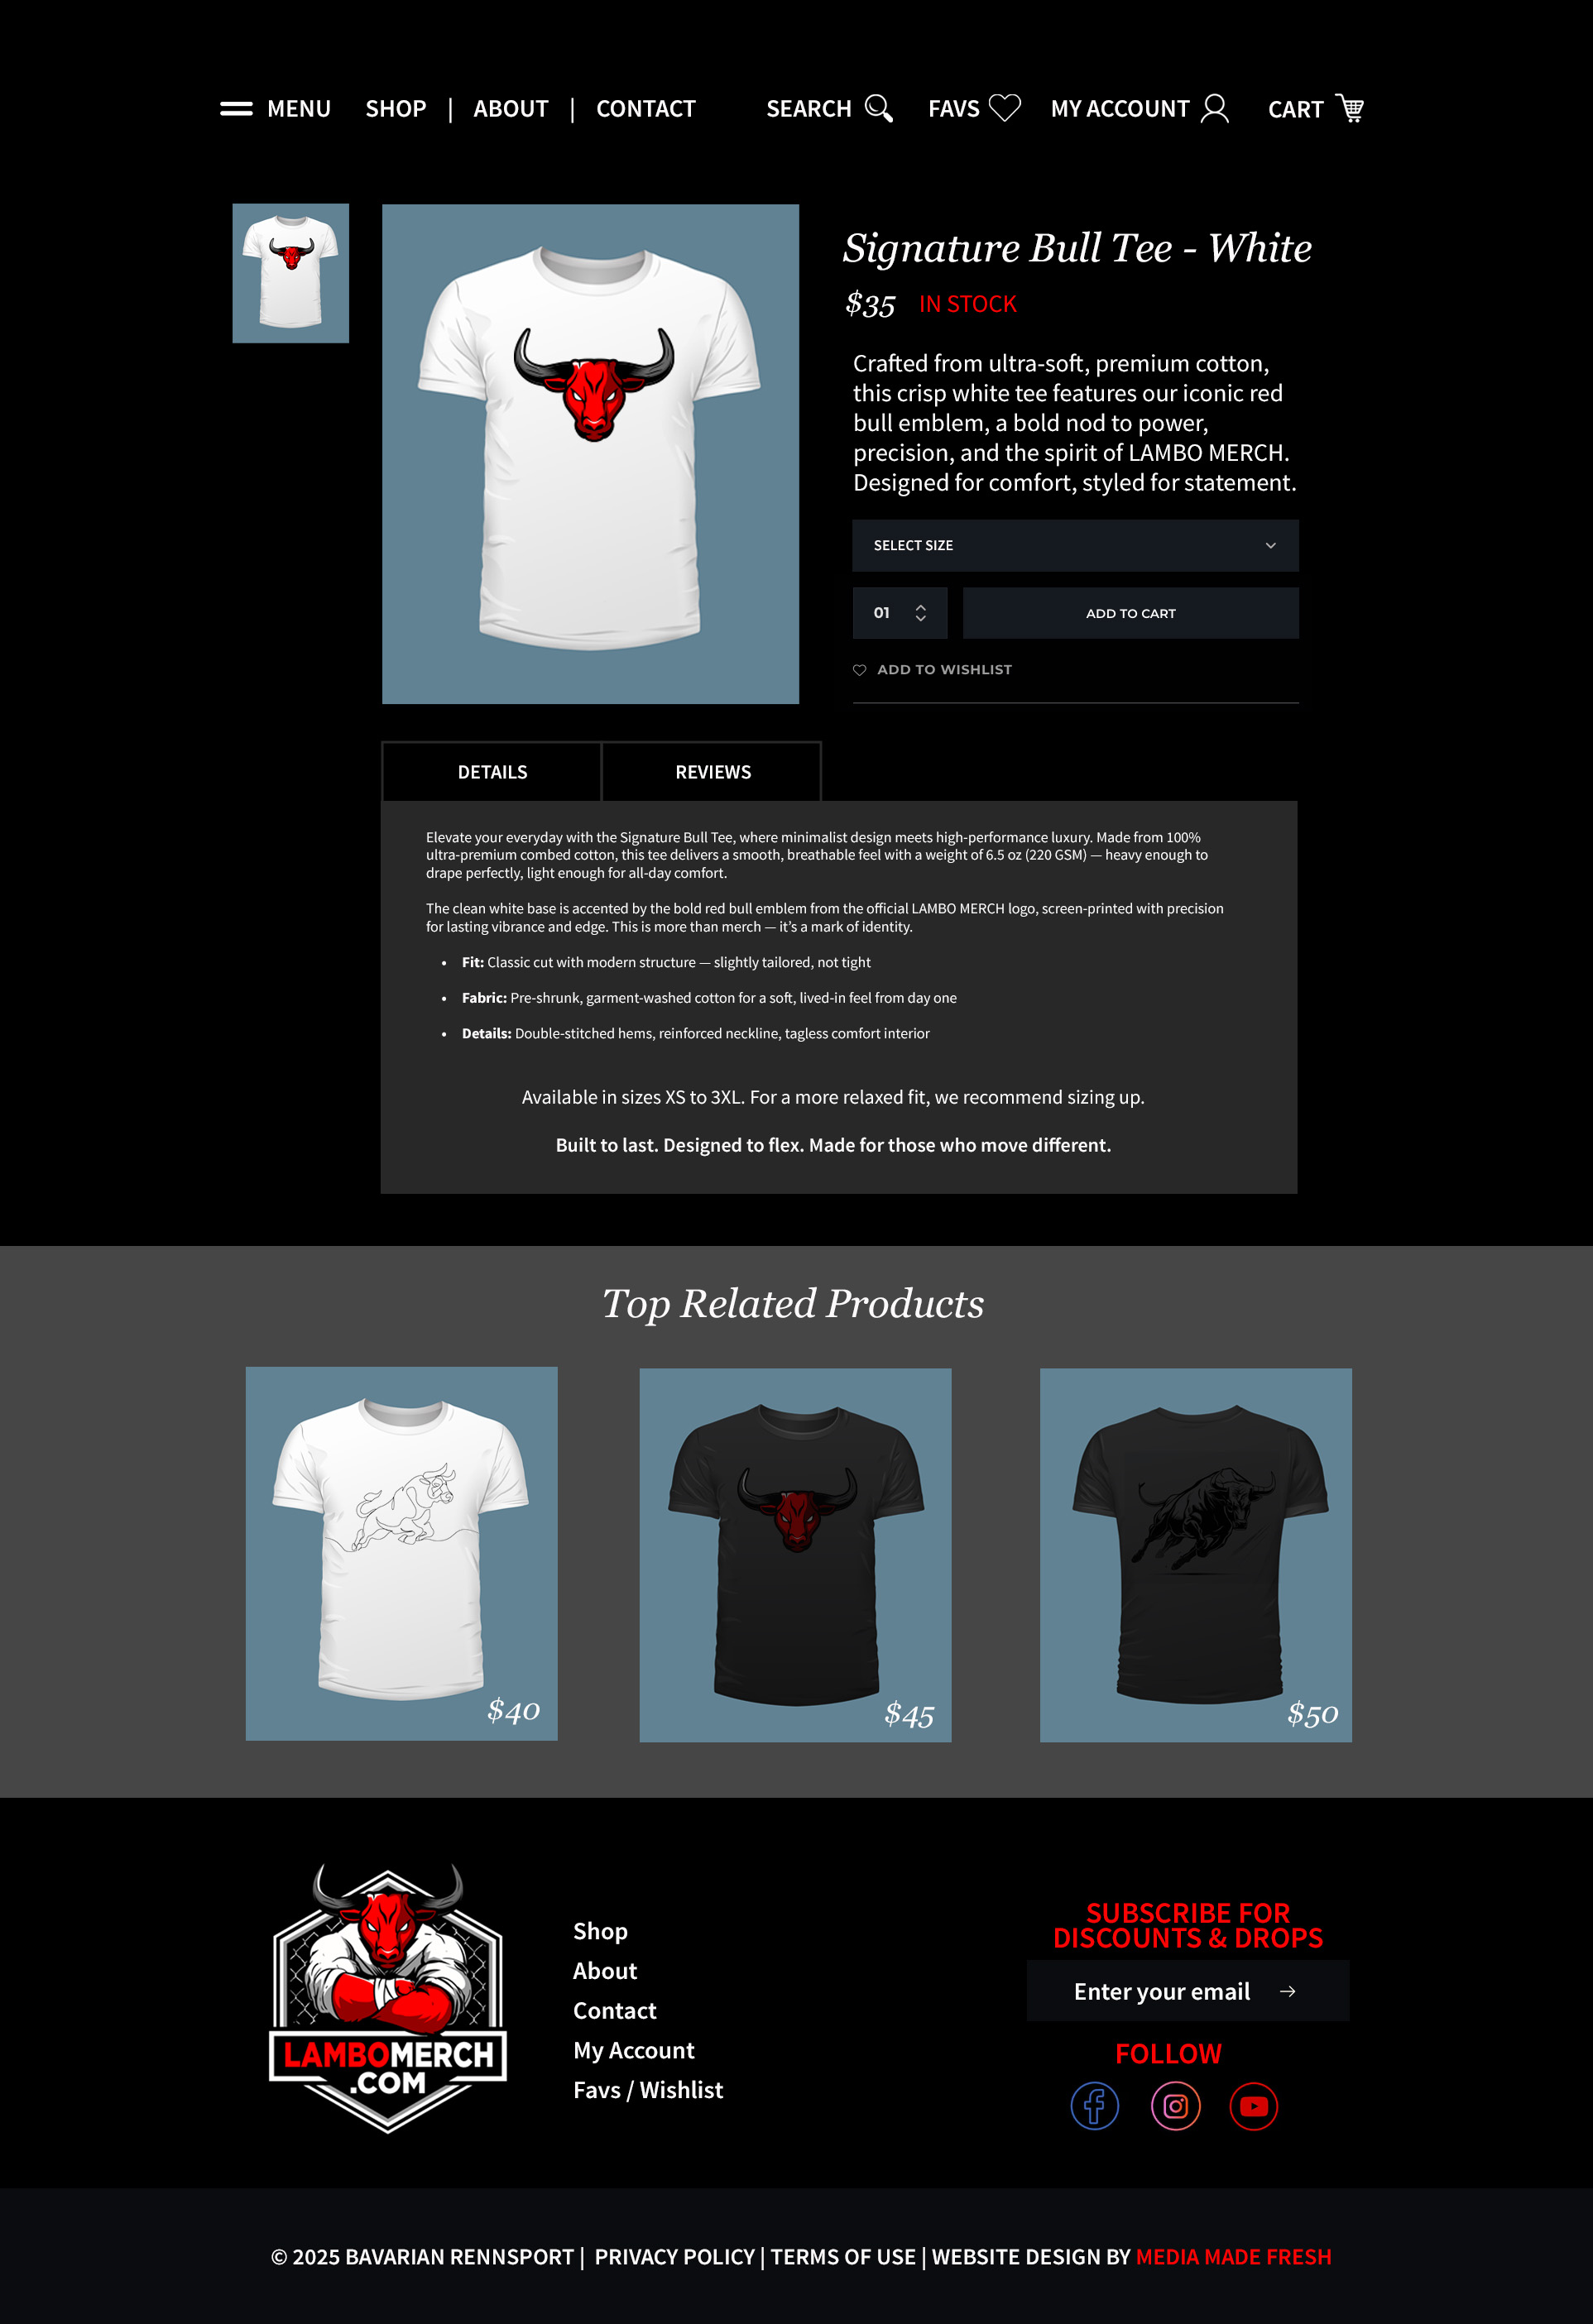 MENU SHOP | ABOUT | CONTACT SEARCH FAVS MY ACCOUNT CART
Signature Bull Tee - White
$35 IN STOCK
Crafted from ultra-soft, premium cotton,
this crisp white tee features our iconic red
bull emblem, a bold nod to power,
precision, and the spirit of LAMBO MERCH.
Designed for comfort, styled for statement.
SELECT SIZE
01 ADD TO CART
ADD TO WISHLIST
DETAILS REVIEWS
Elevate your everyday with the Signature Bull Tee, where minimalist design meets high-performance luxury. Made from 100%
ultra-premium combed cotton, this tee delivers a smooth, breathable feel with a weight of 6.5 oz (220 GSM) — heavy enough to
drape perfectly, light enough for all-day comfort.
The clean white base is accented by the bold red bull emblem from the official LAMBO MERCH logo, screen-printed with precision
for lasting vibrance and edge. This is more than merch — it's a mark of identity.
• Fit: Classic cut with modern structure — slightly tailored, not tight
• Fabric: Pre-shrunk, garment-washed cotton for a soft, lived-in feel from day one
• Details: Double-stitched hems, reinforced neckline, tagless comfort interior
Available in sizes XS to 3XL. For a more relaxed fit, we recommend sizing up.
Built to last. Designed to flex. Made for those who move different.
Top Related Products
$40 $45 $50
LAMBOMERCH
.COM
Shop
About
Contact
My Account
Favs / Wishlist
SUBSCRIBE FOR
DISCOUNTS & DROPS
Enter your email →
FOLLOW
© 2025 BAVARIAN RENNSPORT | PRIVACY POLICY | TERMS OF USE | WEBSITE DESIGN BY MEDIA MADE FRESH